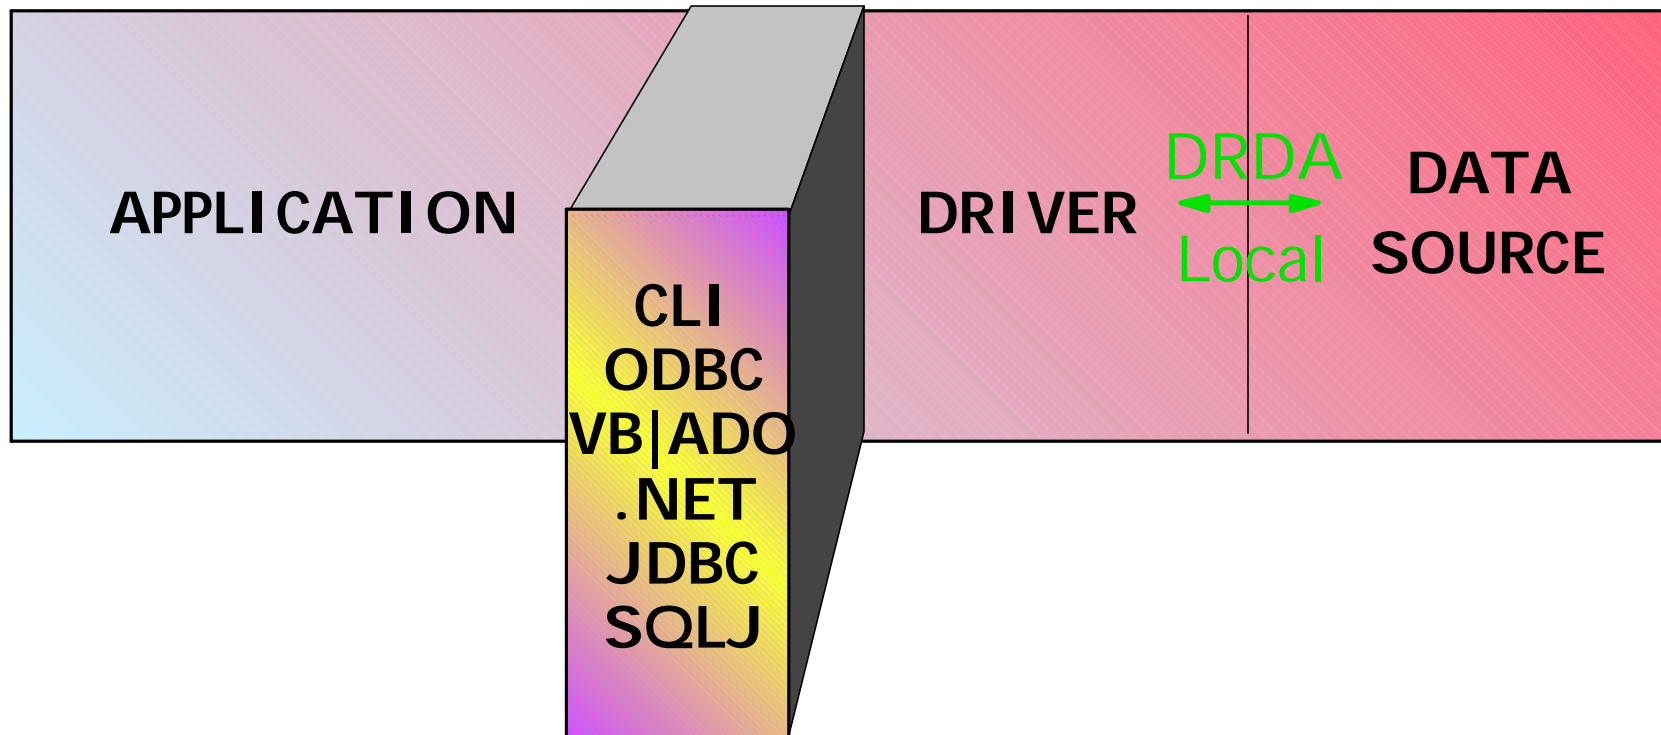 APPLICATION
CLI
ODBC
VB|ADO
.NET
JDBC
SQLJ
DRIVER
DRDA
Local
DATA
SOURCE